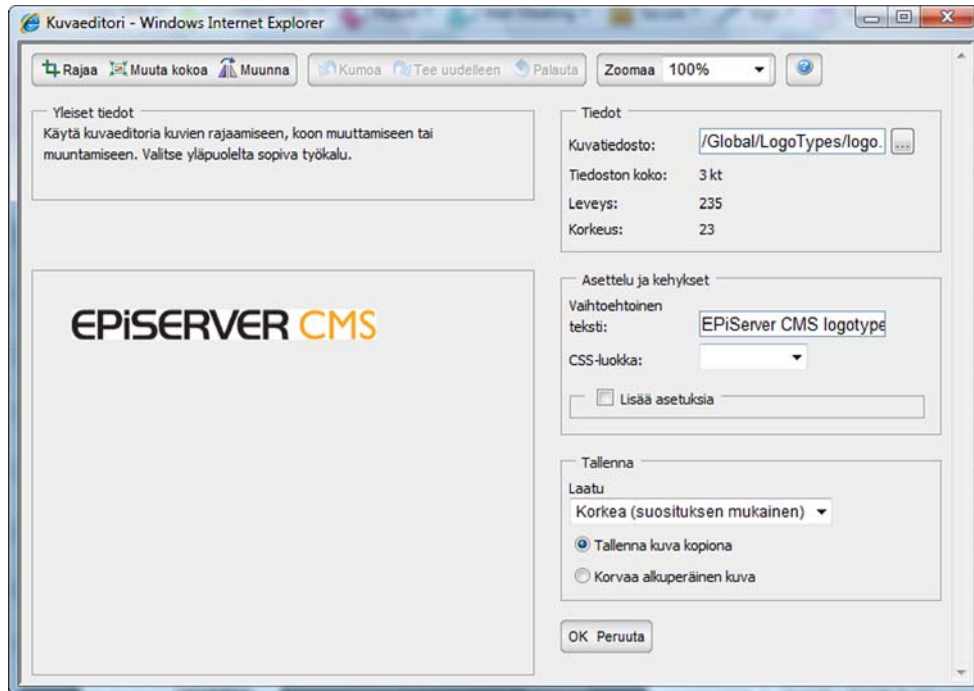 Kuvaeditori - Windows Internet Explorer
Rajaa Muuta kokoa Muunna Kumoa Tee uudelleen Palauta Zoomaa 100%
Yleiset tiedot
Käytä kuvaeditoria kuvien rajaamiseen, koon muuttamiseen tai
muuntamiseen. Valitse yläpuolelta sopiva työkalu.
EPiSERVER CMS
Tiedot
Kuvatiedosto: /Global/LogoTypes/logo. ...
Tiedoston koko: 3 kt
Leveys: 235
Korkeus: 23
Asettelu ja kehykset
Vaihtoehtoinen
teksti: EPiServer CMS logotype
CSS-luokka:
Lisää asetuksia
Tallenna
Laatu
Korkea (suosituksen mukainen)
Tallenna kuva kopiona
Korvaa alkuperäinen kuva
OK Peruuta